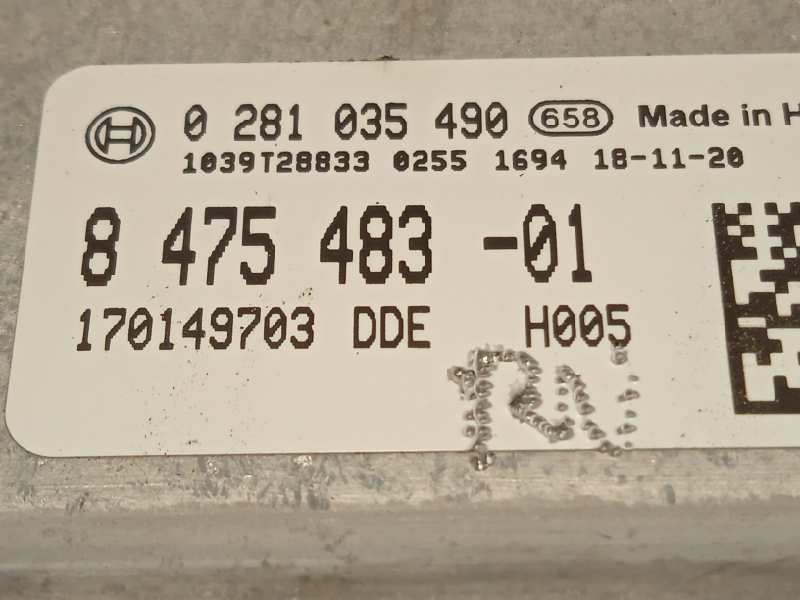 0 281 035 490 658 Made in H
1039T28833 0255 1694 18-11-20
8 475 483 -01
170149703 DDE H005
RN